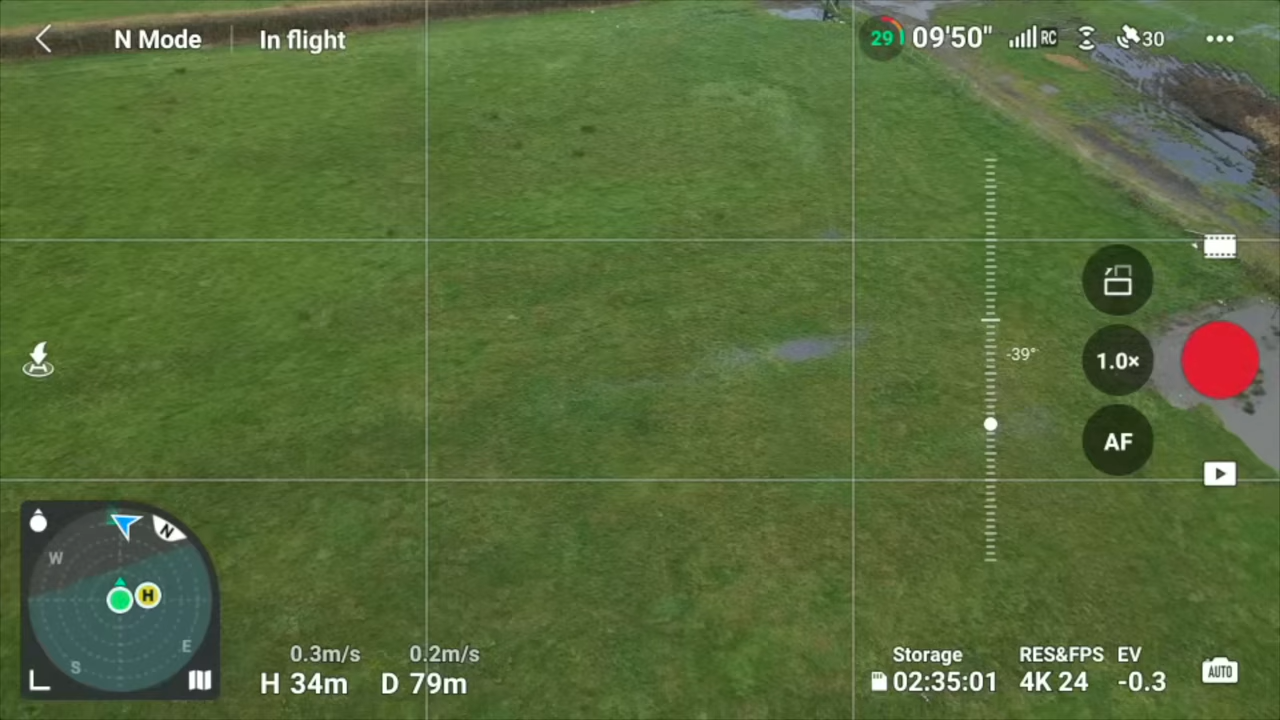 N Mode
In flight
29
09'50"
RC
30
-39°
1.0×
AF
N
W
H
E
S
0.3m/s
0.2m/s
H 34m
D 79m
Storage
02:35:01
RES&FPS
4K 24
EV
-0.3
AUTO